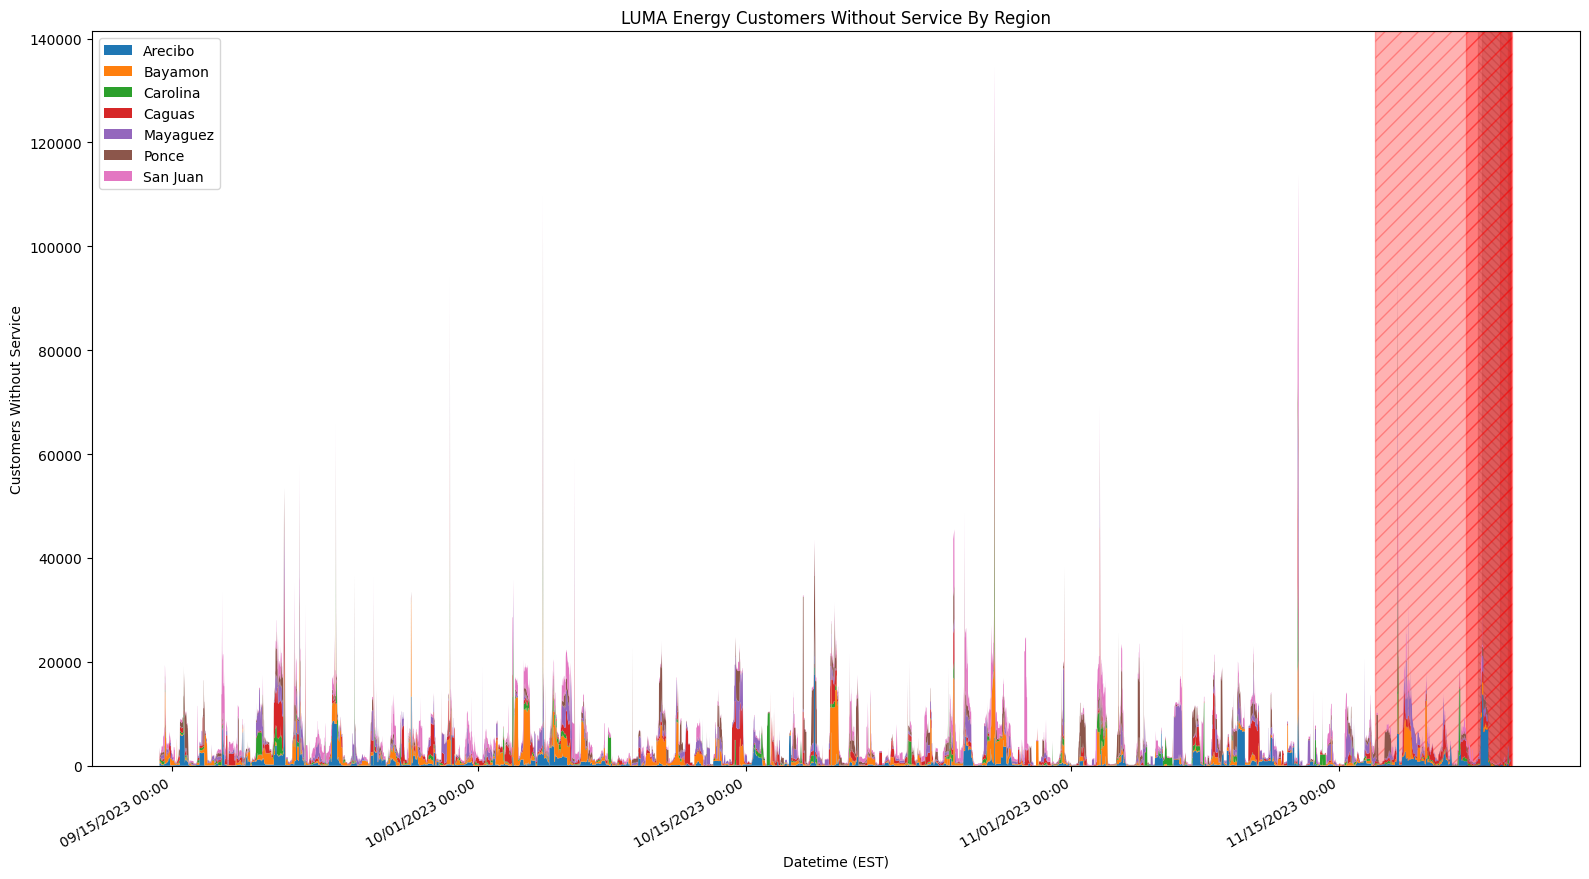 LUMA Energy Customers Without Service By Region
140000
120000
100000
80000
60000
40000
20000
0
Customers Without Service
Arecibo
Bayamon
Carolina
Caguas
Mayaguez
Ponce
San Juan
09/15/2023 00:00
10/01/2023 00:00
10/15/2023 00:00
11/01/2023 00:00
11/15/2023 00:00
Datetime (EST)